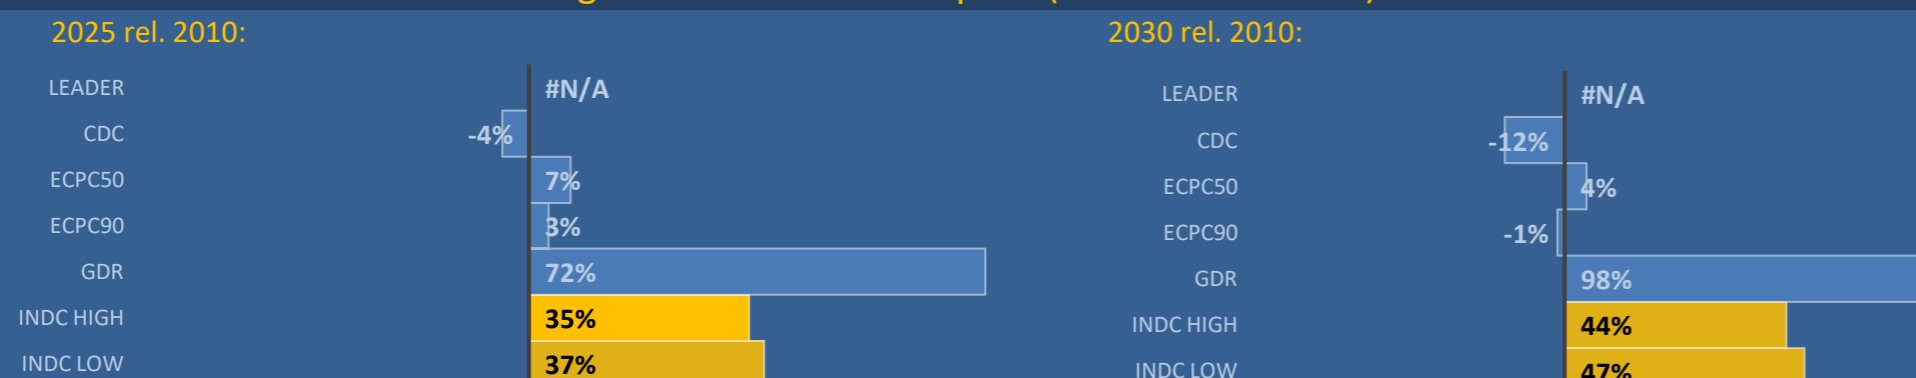 2025 rel. 2010:
LEADER #N/A
CDC -4%
ECPC50 7%
ECPC90 3%
GDR 72%
INDC HIGH 35%
INDC LOW 37%
2030 rel. 2010:
LEADER #N/A
CDC -12%
ECPC50 4%
ECPC90 -1%
GDR 98%
INDC HIGH 44%
INDC LOW 47%